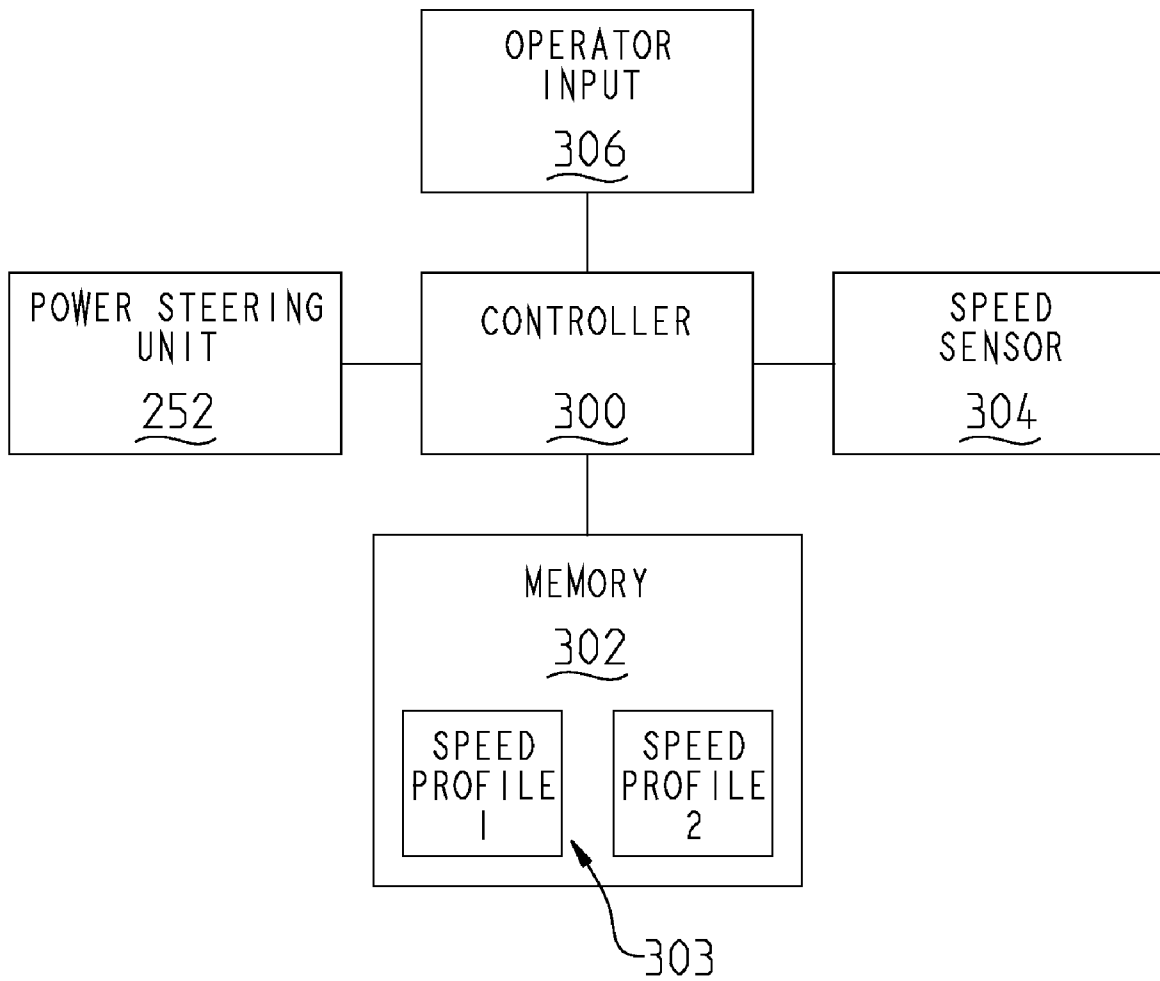 OPERATOR
INPUT
306
POWER STEERING
UNIT
252
CONTROLLER
300
SPEED
SENSOR
304
MEMORY
302
SPEED
PROFILE
1
SPEED
PROFILE
2
303